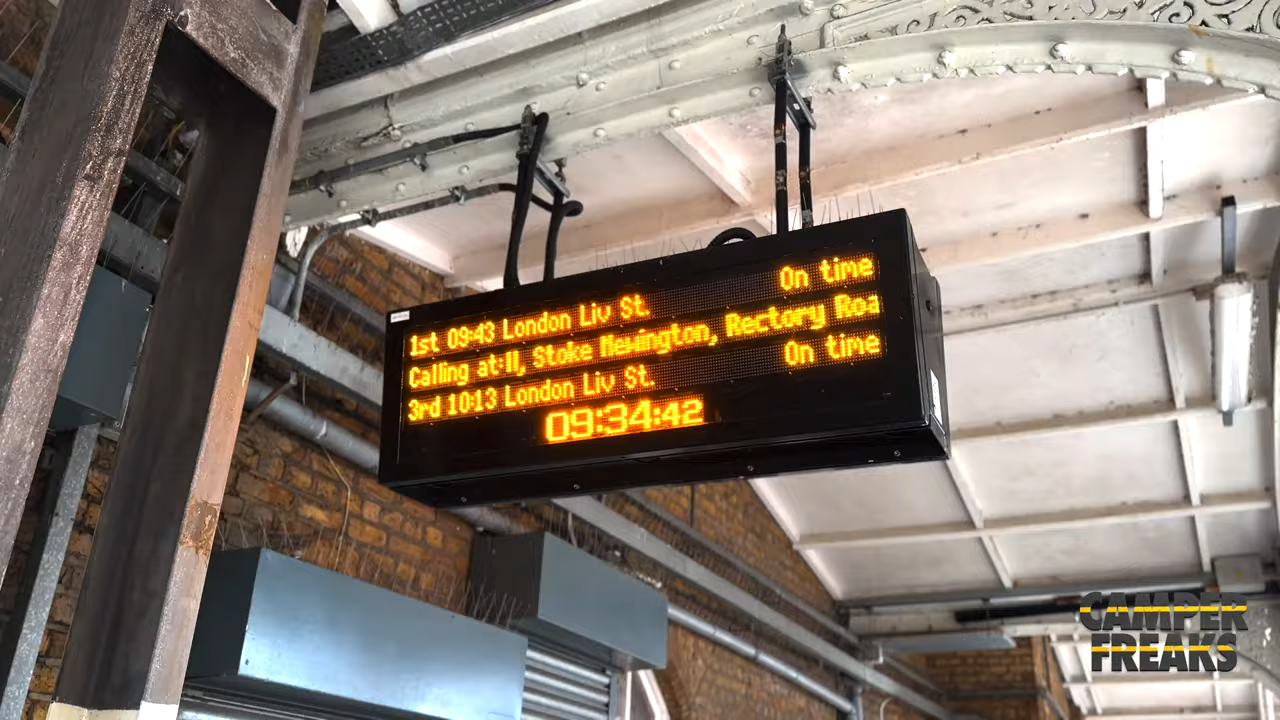 1st 09:43 London Liv St. On time
Calling at: ll, Stoke Newington, Rectory Roa
3rd 10:13 London Liv St. On time
09:34:42
CAMPER
FREAKS